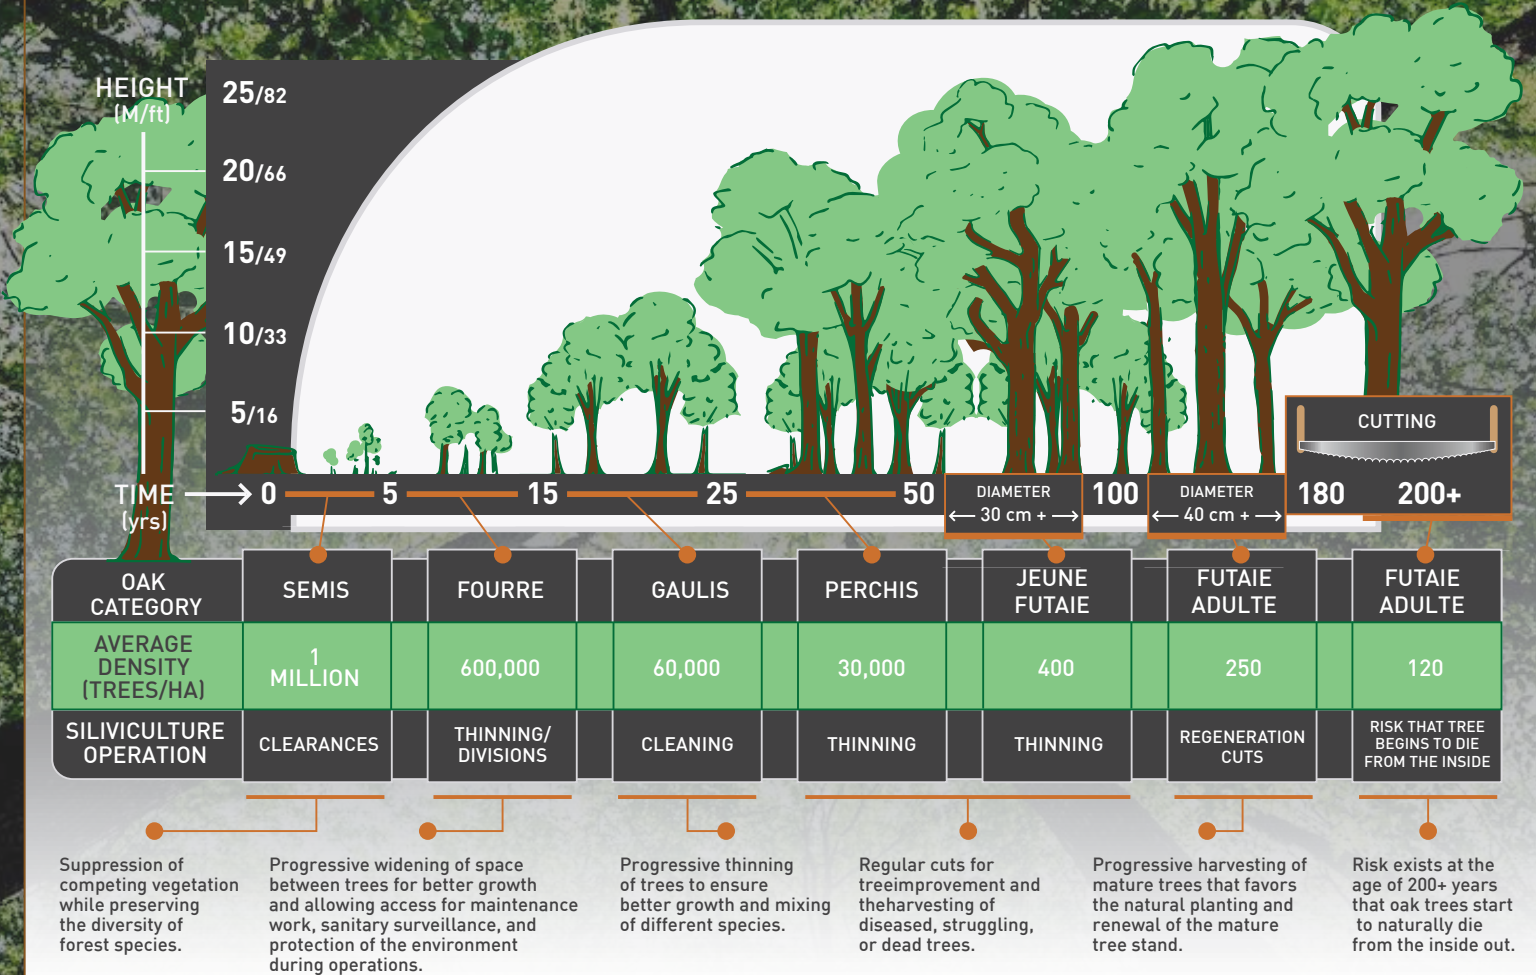 HEIGHT
(M/ft)
25/82
20/66
15/49
10/33
5/16
CUTTING
TIME
(yrs)
0
5
15
25
50
DIAMETER
30 cm +
100
DIAMETER
40 cm +
180
200+
OAK
CATEGORY
SEMIS
FOURRE
GAULIS
PERCHIS
JEUNE
FUTAIE
FUTAIE
ADULTE
FUTAIE
ADULTE
AVERAGE
DENSITY
(TREES/HA)
1
MILLION
600,000
60,000
30,000
400
250
120
SILIVICULTURE
OPERATION
CLEARANCES
THINNING/
DIVISIONS
CLEANING
THINNING
THINNING
REGENERATION
CUTS
RISK THAT TREE
BEGINS TO DIE
FROM THE INSIDE
Suppression of
competing vegetation
while preserving
the diversity of
forest species.
Progressive widening of space
between trees for better growth
and allowing access for maintenance
work, sanitary surveillance, and
protection of the environment
during operations.
Progressive thinning
of trees to ensure
better growth and mixing
of different species.
Regular cuts for
treeimprovement and
theharvesting of
diseased, struggling,
or dead trees.
Progressive harvesting of
mature trees that favors
the natural planting and
renewal of the mature
tree stand.
Risk exists at the
age of 200+ years
that oak trees start
to naturally die
from the inside out.